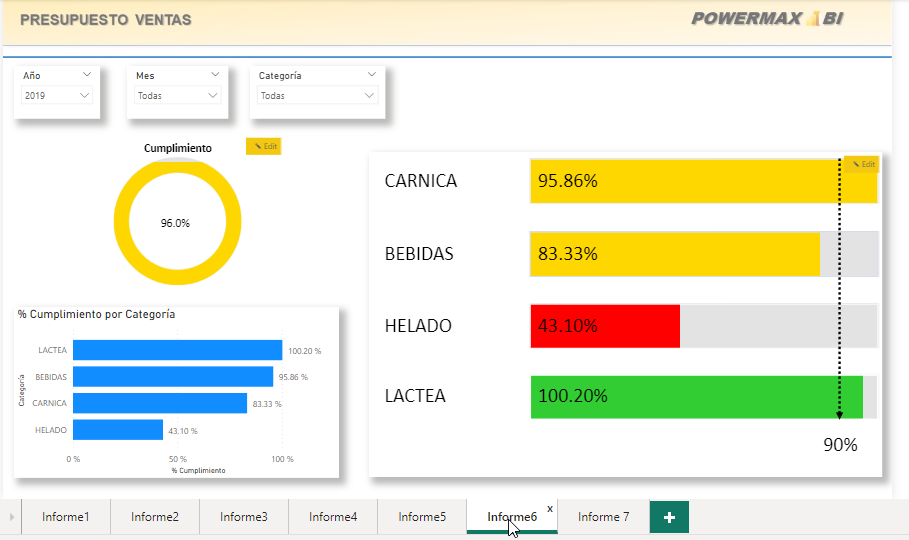 PRESUPUESTO VENTAS
POWERMAX BI
Año
2019
Mes
Todas
Categoría
Todas
Cumplimiento
Edit
96.0%
% Cumplimiento por Categoría
Categoría
LACTEA
100.20 %
BEBIDAS
95.86 %
CARNICA
83.33 %
HELADO
43.10 %
0 %
50 %
100 %
% Cumplimiento
Edit
CARNICA
95.86%
BEBIDAS
83.33%
HELADO
43.10%
LACTEA
100.20%
90%
Informe1
Informe2
Informe3
Informe4
Informe5
Informe6
x
Informe 7
+